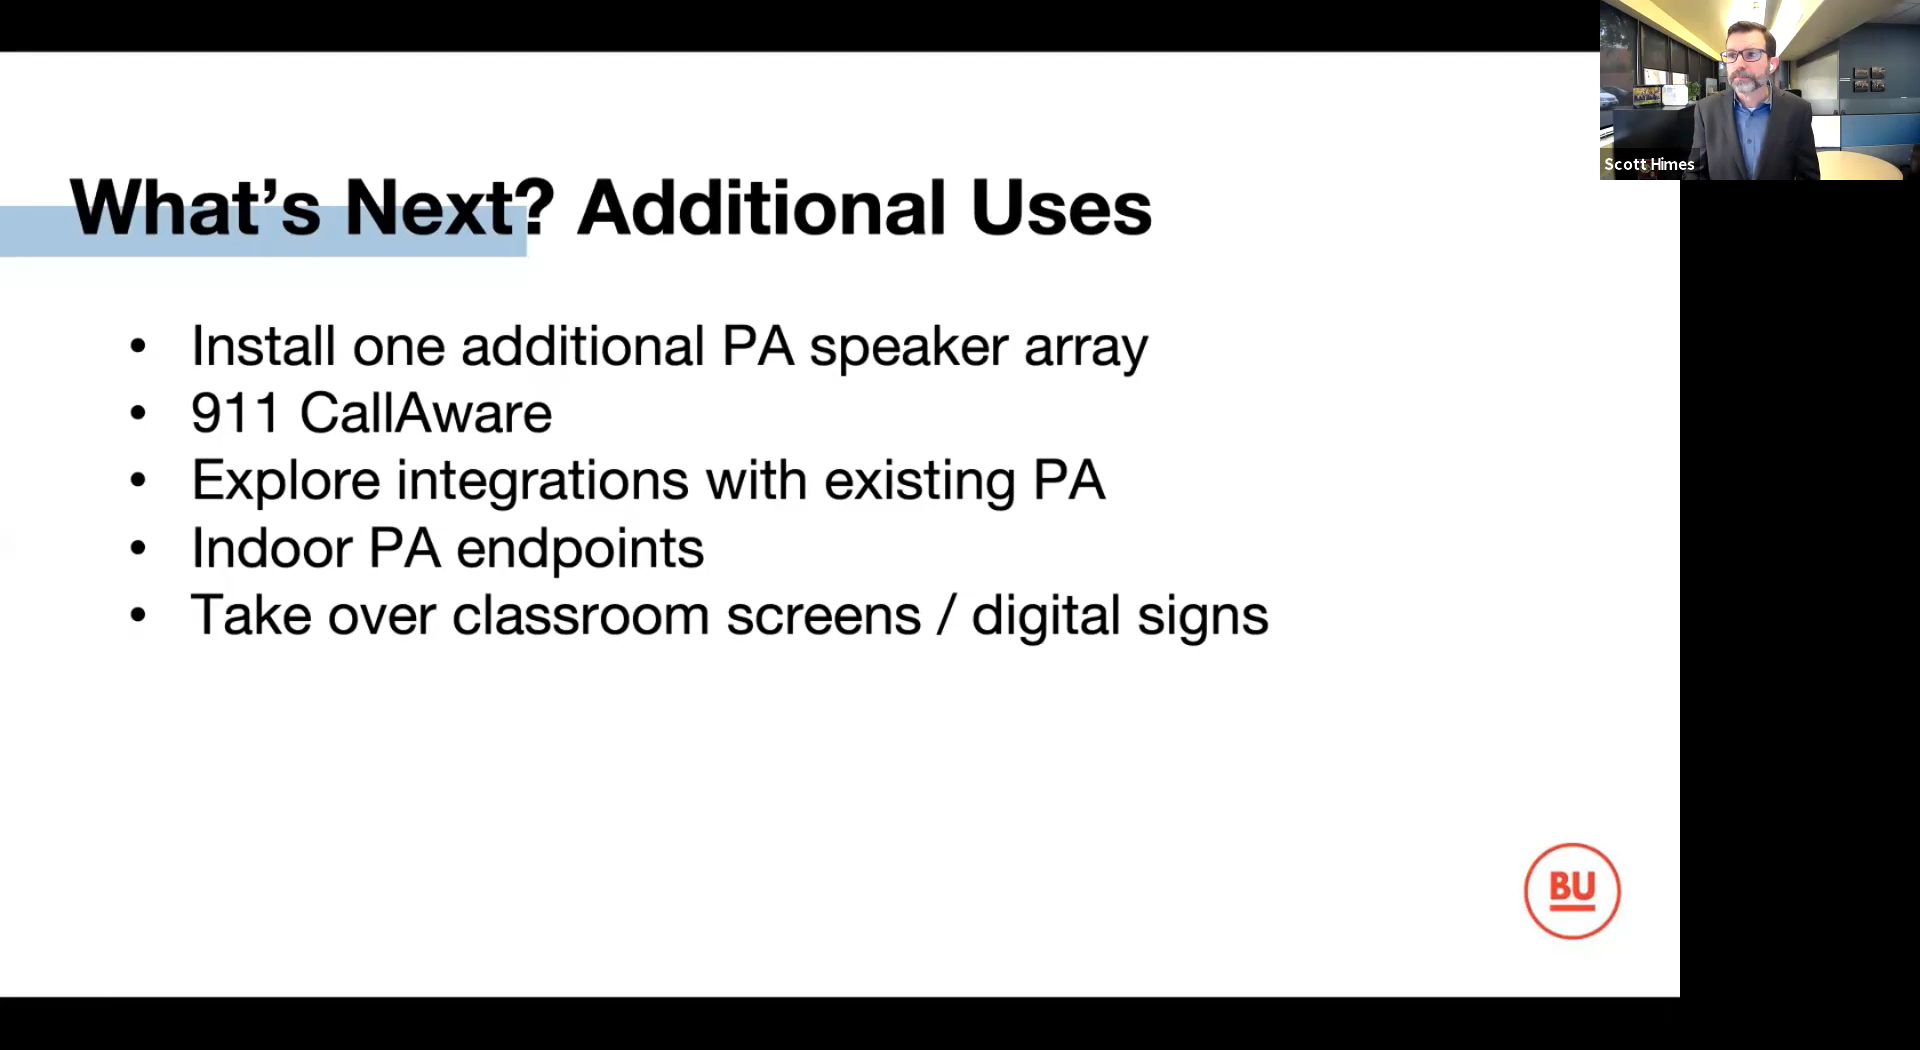 Scott Himes
What’s Next? Additional Uses
• Install one additional PA speaker array
• 911 CallAware
• Explore integrations with existing PA
• Indoor PA endpoints
• Take over classroom screens / digital signs
BU